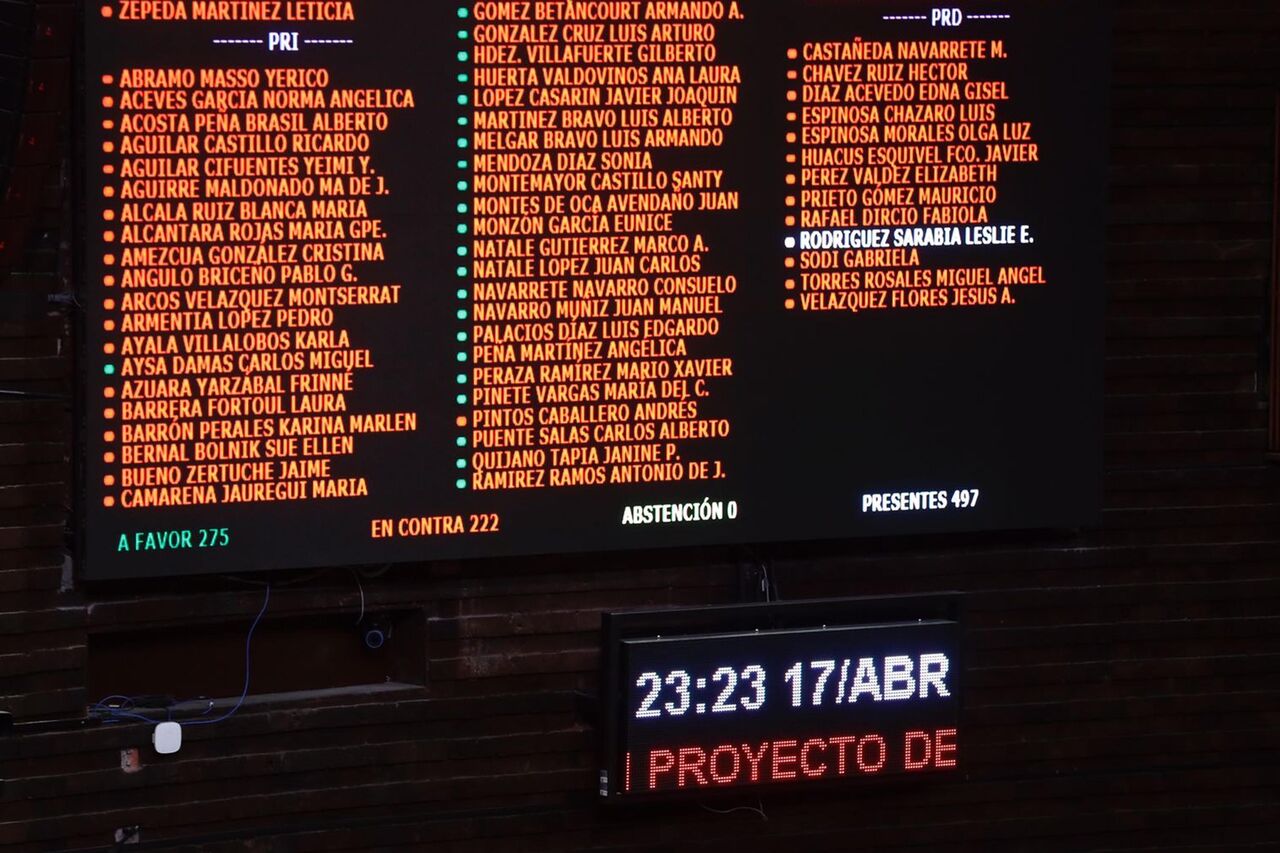 ZEPEDA MARTINEZ LETICIA
------- PRI -------
ABRAMO MASSO YERICO
ACEVES GARCIA NORMA ANGELICA
ACOSTA PEÑA BRASIL ALBERTO
AGUILAR CASTILLO RICARDO
AGUILAR CIFUENTES YEIMI Y.
AGUIRRE MALDONADO MA DE J.
ALCALA RUIZ BLANCA MARIA
ALCANTARA ROJAS MARIA GPE.
AMEZCUA GONZÁLEZ CRISTINA
ANGULO BRICEÑO PABLO G.
ARCOS VELAZQUEZ MONTSERRAT
ARMENTIA LOPEZ PEDRO
AYALA VILLALOBOS KARLA
AYSA DAMAS CARLOS MIGUEL
AZUARA YARZÁBAL FRINNÉ
BARRERA FORTOUL LAURA
BARRÓN PERALES KARINA MARLEN
BERNAL BOLNIK SUE ELLEN
BUENO ZERTUCHE JAIME
CAMARENA JAUREGUI MARIA
GOMEZ BETANCOURT ARMANDO A.
GONZALEZ CRUZ LUIS ARTURO
HDEZ. VILLAFUERTE GILBERTO
HUERTA VALDOVINOS ANA LAURA
LOPEZ CASARIN JAVIER JOAQUIN
MARTINEZ BRAVO LUIS ALBERTO
MELGAR BRAVO LUIS ARMANDO
MENDOZA DIAZ SONIA
MONTEMAYOR CASTILLO SANTY
MONTES DE OCA AVENDAÑO JUAN
MONZÓN GARCÍA EUNICE
NATALE GUTIERREZ MARCO A.
NATALE LOPEZ JUAN CARLOS
NAVARRETE NAVARRO CONSUELO
NAVARRO MUÑIZ JUAN MANUEL
PALACIOS DÍAZ LUIS EDGARDO
PEÑA MARTÍNEZ ANGÉLICA
PERAZA RAMÍREZ MARIO XAVIER
PINETE VARGAS MARÍA DEL C.
PINTOS CABALLERO ANDRÉS
PUENTE SALAS CARLOS ALBERTO
QUIJANO TAPIA JANINE P.
RAMIREZ RAMOS ANTONIO DE J.
------- PRD -------
CASTAÑEDA NAVARRETE M.
CHAVEZ RUIZ HECTOR
DIAZ ACEVEDO EDNA GISEL
ESPINOSA CHAZARO LUIS
ESPINOSA MORALES OLGA LUZ
HUACUS ESQUIVEL FCO. JAVIER
PEREZ VALDEZ ELIZABETH
PRIETO GÓMEZ MAURICIO
RAFAEL DIRCIO FABIOLA
RODRIGUEZ SARABIA LESLIE E.
SODI GABRIELA
TORRES ROSALES MIGUEL ANGEL
VELAZQUEZ FLORES JESUS A.
A FAVOR 275
EN CONTRA 222
ABSTENCIÓN 0
PRESENTES 497
23:23 17/ABR
PROYECTO DE